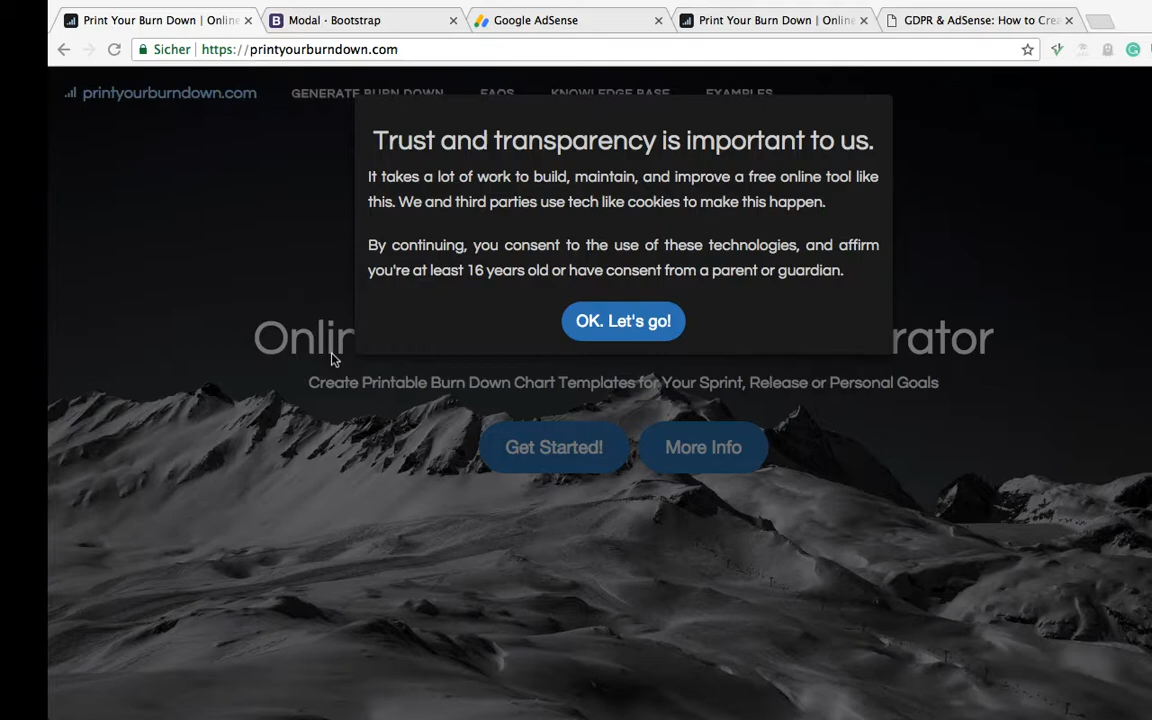 Print Your Burn Down | Online
Modal · Bootstrap
Google AdSense
Print Your Burn Down | Online
GDPR & AdSense: How to Crea
Sicher
https://printyourburndown.com
printyourburndown.com
GENERATE BURN DOWN
FAQS
KNOWLEDGE BASE
EXAMPLES
Trust and transparency is important to us.
It takes a lot of work to build, maintain, and improve a free online tool like
this. We and third parties use tech like cookies to make this happen.
By continuing, you consent to the use of these technologies, and affirm
you're at least 16 years old or have consent from a parent or guardian.
OK. Let's go!
Onlin
rator
Create Printable Burn Down Chart Templates for Your Sprint, Release or Personal Goals
Get Started!
More Info